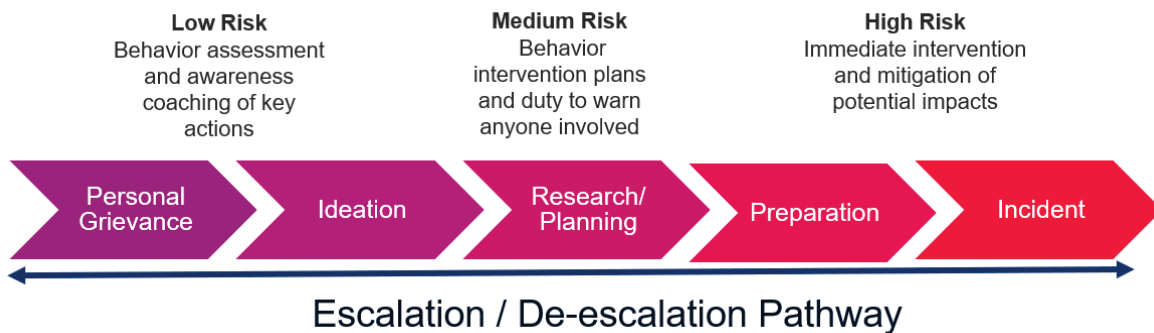 Low Risk
Behavior assessment
and awareness
coaching of key
actions
Medium Risk
Behavior
intervention plans
and duty to warn
anyone involved
High Risk
Immediate intervention
and mitigation of
potential impacts
Personal
Grievance
Ideation
Research/
Planning
Preparation
Incident
Escalation / De-escalation Pathway